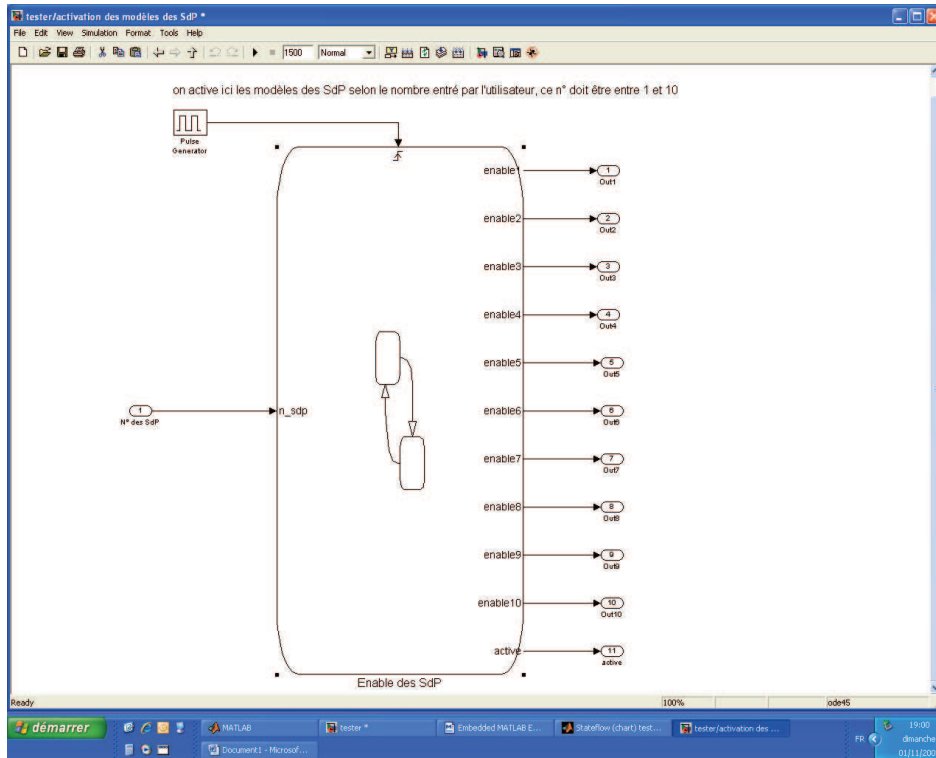 tester/activation des modèles des SdP *
File Edit View Simulation Format Tools Help
1500 Normal
on active ici les modèles des SdP selon le nombre entré par l'utilisateur, ce n° doit être entre 1 et 10
Pulse
Generator
enable1
1
Out1
enable2
2
Out2
enable3
3
Out3
enable4
4
Out4
enable5
5
Out5
1
N° des SdP
n_sdp
enable6
6
Out6
enable7
7
Out7
enable8
8
Out8
enable9
9
Out9
enable10
10
Out10
active
11
active
Enable des SdP
Ready 100% ode45
démarrer
MATLAB
tester *
Embedded MATLAB E...
Stateflow (chart) test...
tester/activation des ...
Document1 - Microsof...
FR
19:00
dimanche
01/11/200